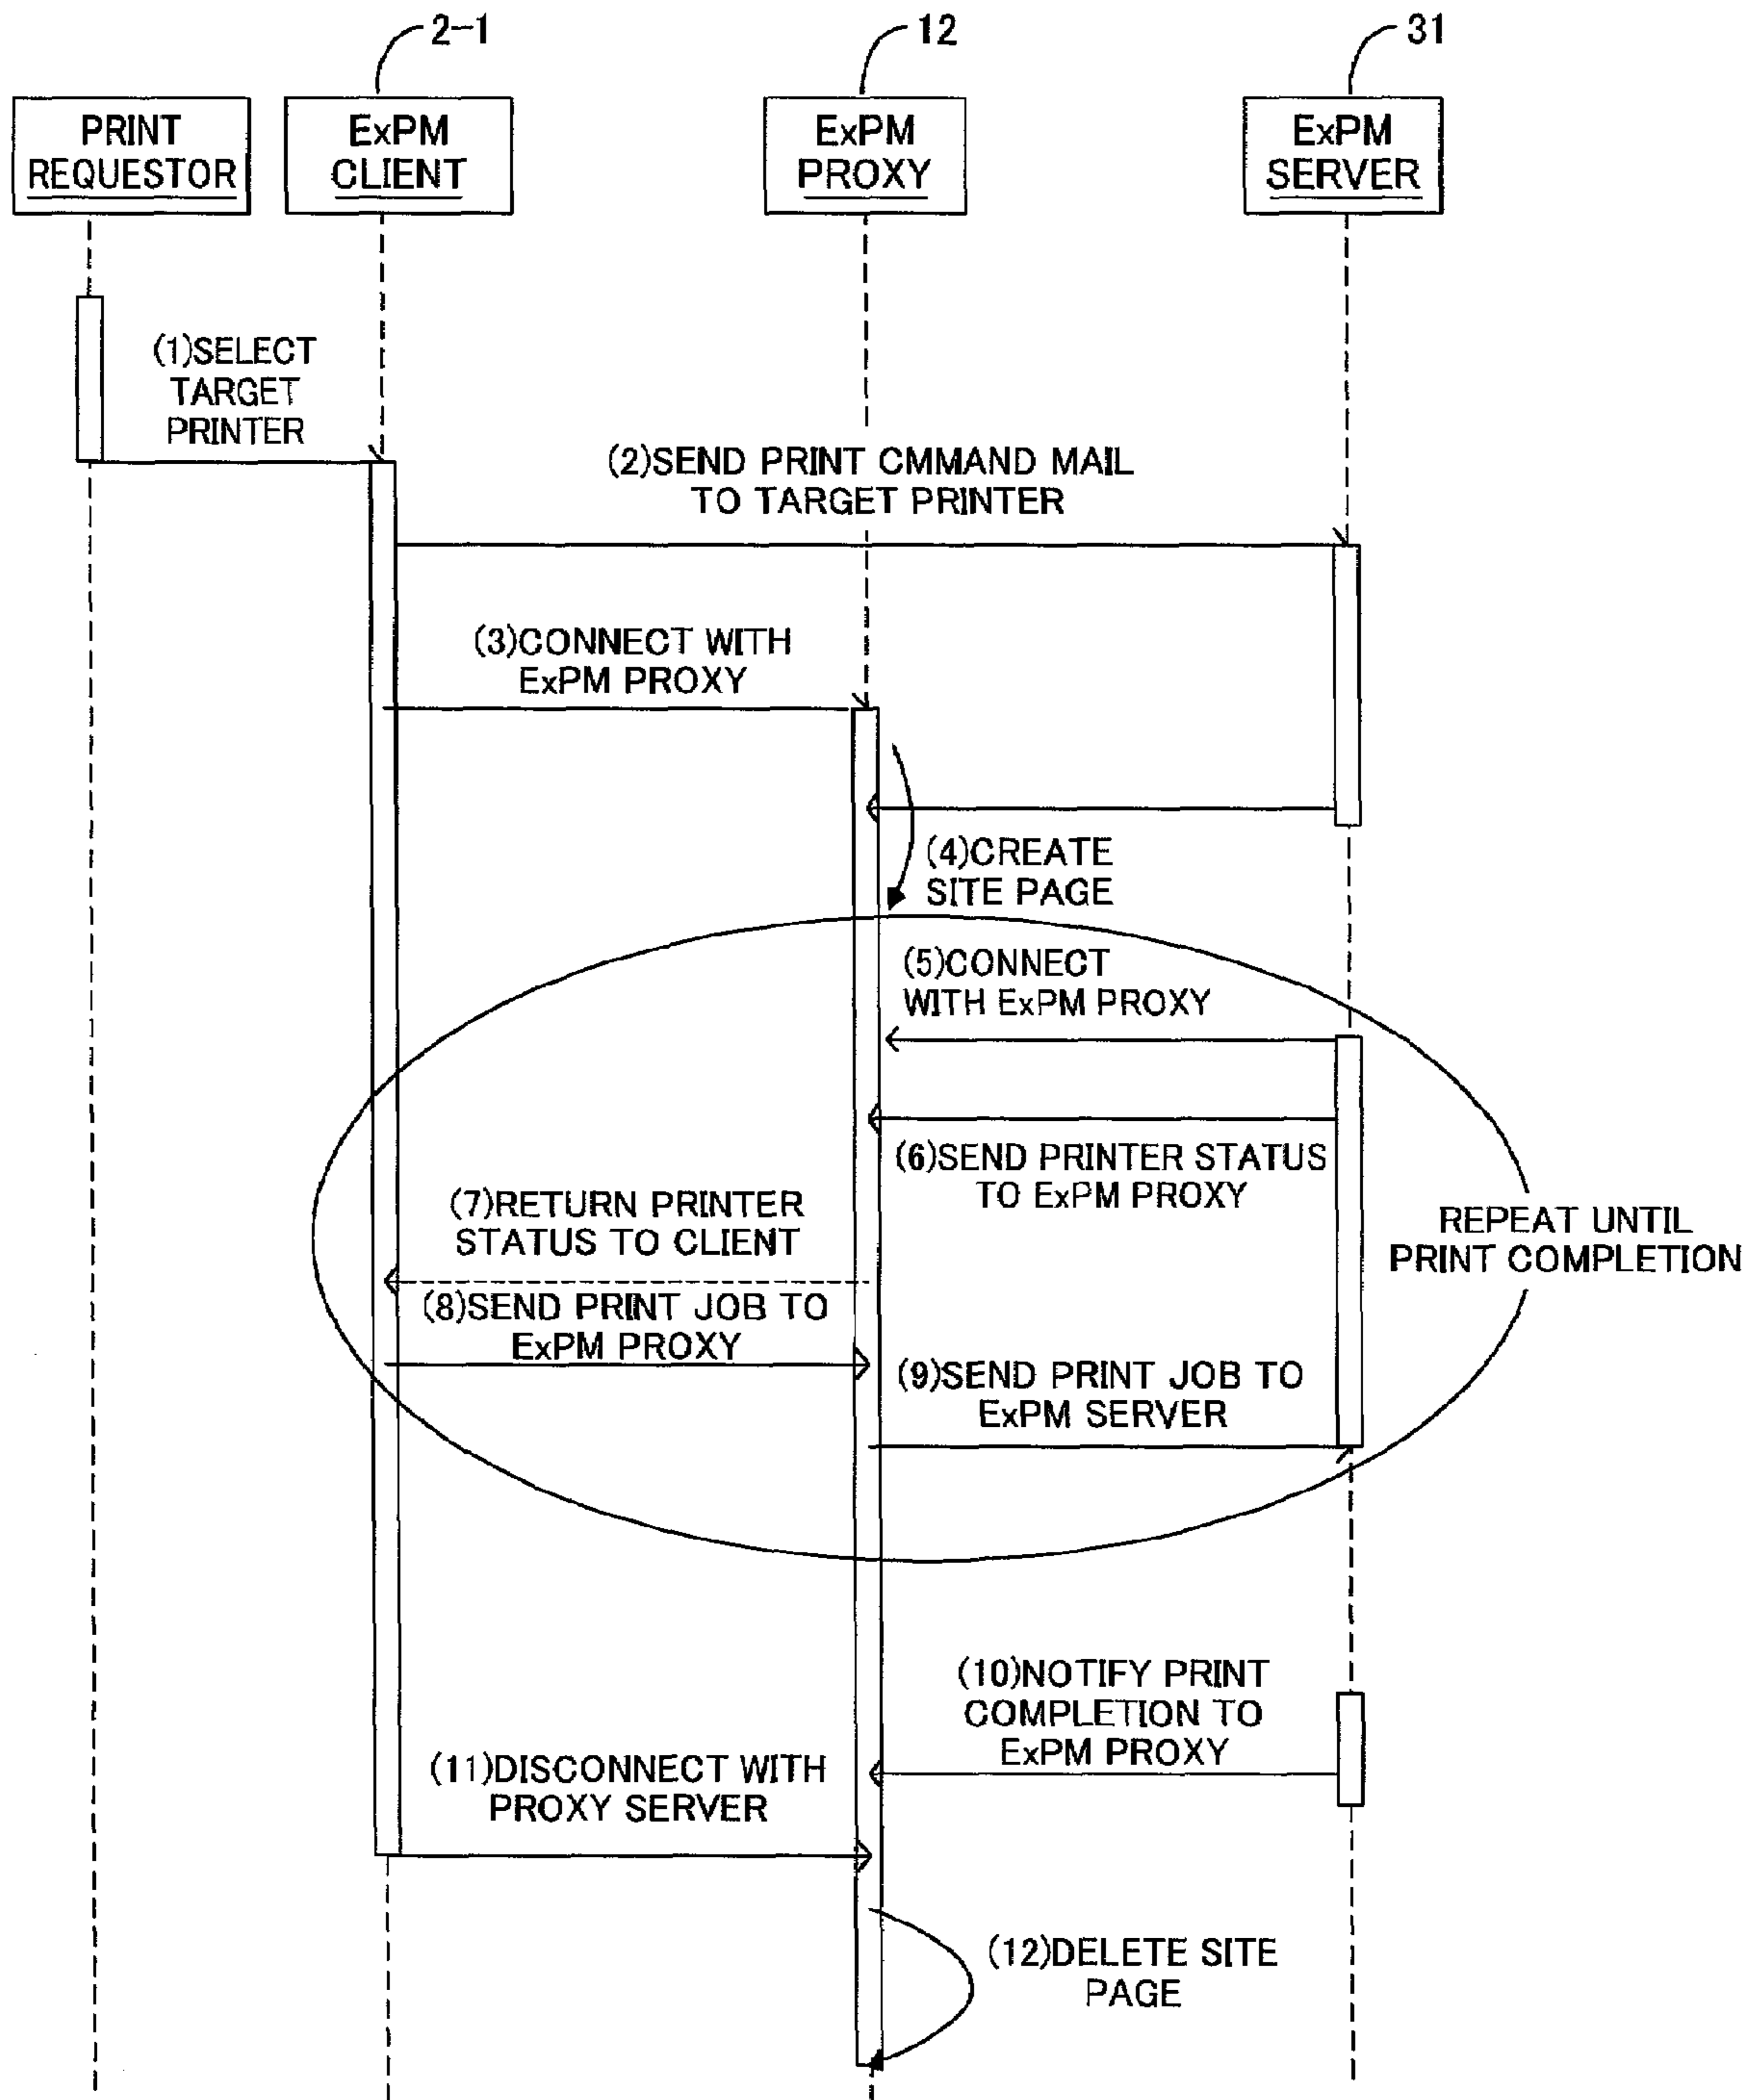 2-1
12
31
PRINT
REQUESTOR
ExPM
CLIENT
ExPM
PROXY
ExPM
SERVER
(1)SELECT
TARGET
PRINTER
(2)SEND PRINT CMMAND MAIL
TO TARGET PRINTER
(3)CONNECT WITH
ExPM PROXY
(4)CREATE
SITE PAGE
(5)CONNECT
WITH ExPM PROXY
(6)SEND PRINTER STATUS
TO ExPM PROXY
(7)RETURN PRINTER
STATUS TO CLIENT
REPEAT UNTIL
PRINT COMPLETION
(8)SEND PRINT JOB TO
ExPM PROXY
(9)SEND PRINT JOB TO
ExPM SERVER
(10)NOTIFY PRINT
COMPLETION TO
ExPM PROXY
(11)DISCONNECT WITH
PROXY SERVER
(12)DELETE SITE
PAGE